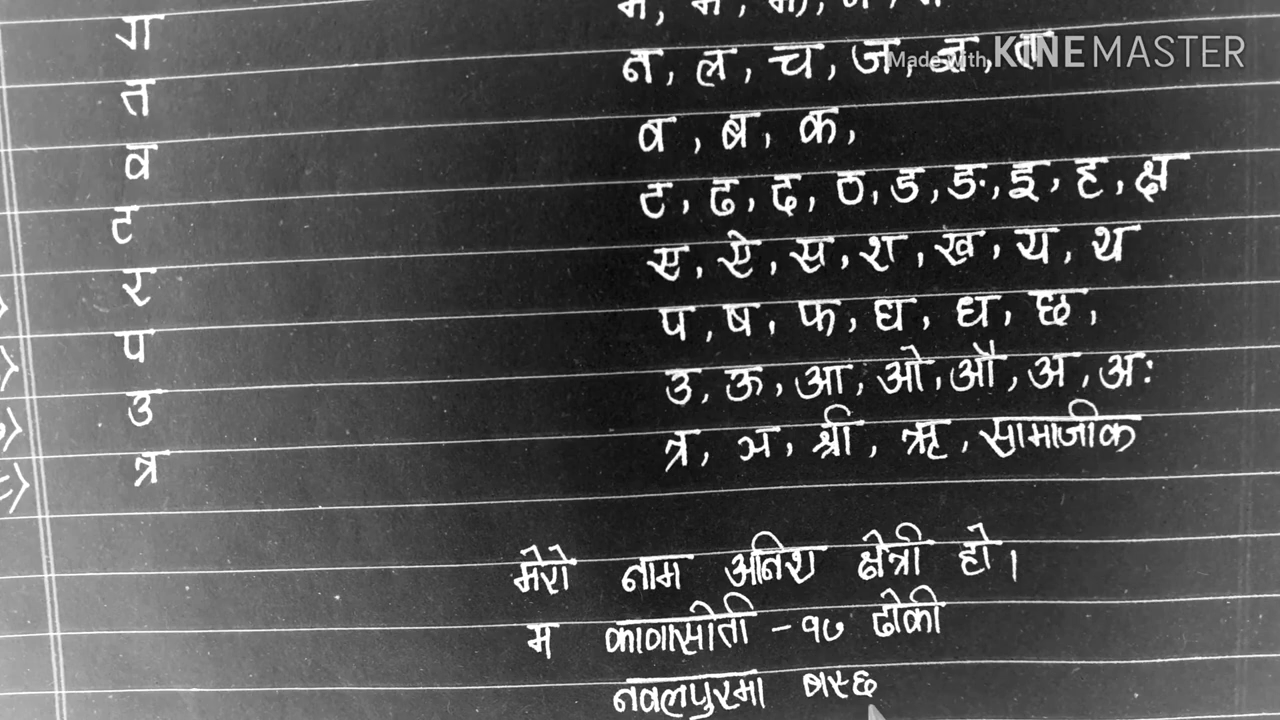 ग
न, ल, च, ज, ञ, त
त
व, ब, क,
व
ट, ढ, द, ठ, ड, ङ, इ, ह, क्ष
ट
ए, ऐ, स, श, ख, य, थ
र
प, ष, फ, घ, ध, छ,
प
उ, ऊ, आ, ओ, औ, अ, अः
उ
त्र, ञ, श्री, ऋ, सामाजीक
त्र
मेरो नाम अनिश क्षेत्री हो।
म कावासोती - १७ ढोकी
नवलपुरमा बस्छ
Made with KINEMASTER